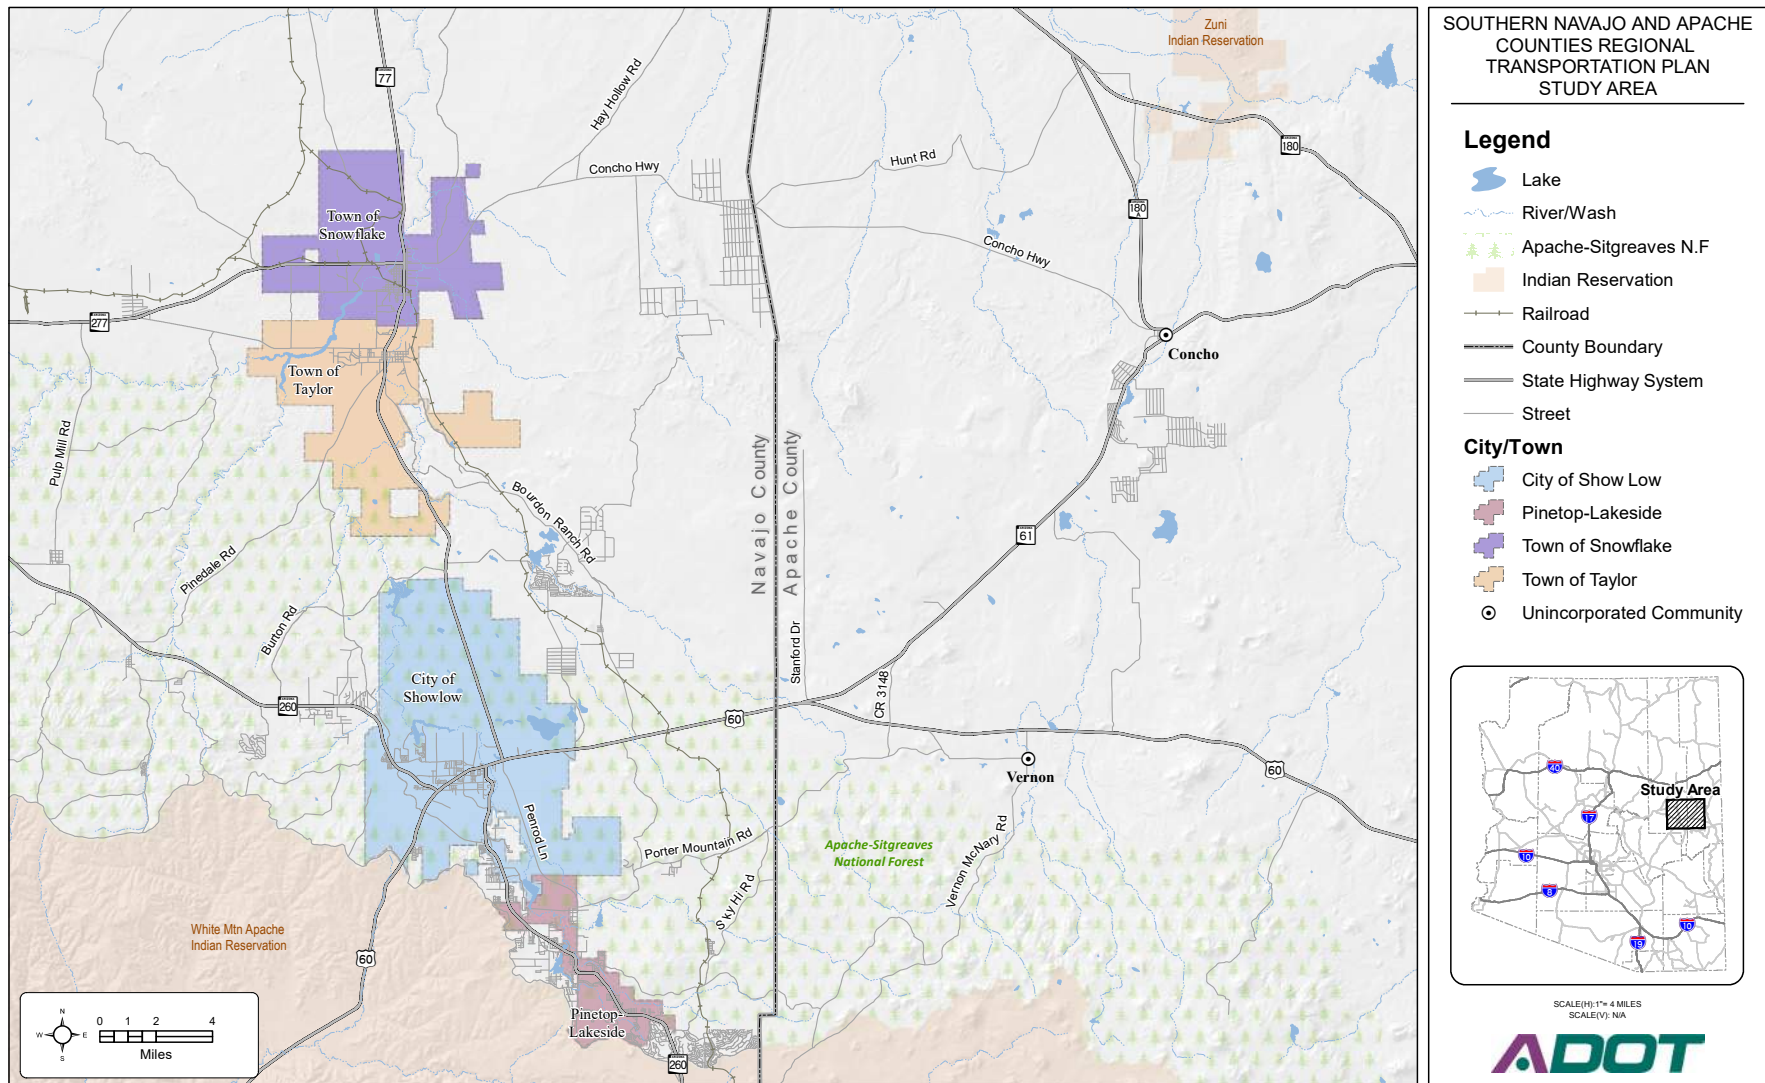 Zuni
Indian Reservation
77
Hay Hollow Rd
Concho Hwy
Hunt Rd
180
180
A
Town of
Snowflake
Concho Hwy
277
Concho
Town of
Taylor
Pulp Mill Rd
Navajo County
Apache County
Bourdon Ranch Rd
61
Pinedale Rd
Burton Rd
Stanford Dr
City of
Showlow
CR 3148
260
60
Vernon
60
Penrod Ln
Porter Mountain Rd
Apache-Sitgreaves
National Forest
Vernon McNary Rd
Sky Hi Rd
White Mtn Apache
Indian Reservation
60
Pinetop-
Lakeside
260
N
W
E
S
0 1 2 4
Miles
SOUTHERN NAVAJO AND APACHE
COUNTIES REGIONAL
TRANSPORTATION PLAN
STUDY AREA
Legend
Lake
River/Wash
Apache-Sitgreaves N.F
Indian Reservation
Railroad
County Boundary
State Highway System
Street
City/Town
City of Show Low
Pinetop-Lakeside
Town of Snowflake
Town of Taylor
Unincorporated Community
40
Study Area
17
10
8
10
19
SCALE(H):1"= 4 MILES
SCALE(V): N/A
ADOT